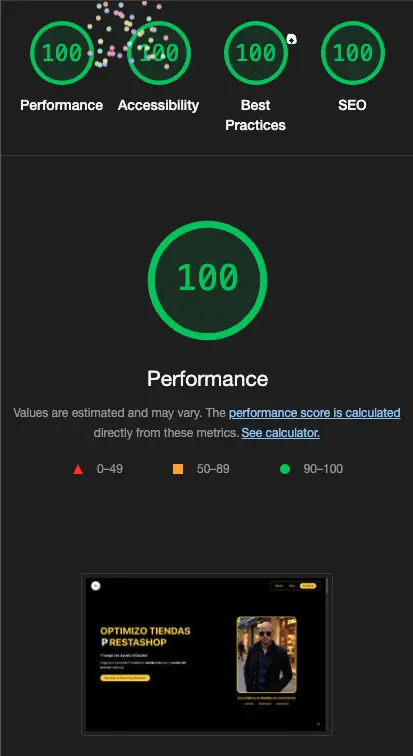 100
100
100
100
Performance
Accessibility
Best
Practices
SEO
100
Performance
Values are estimated and may vary. The performance score is calculated
directly from these metrics. See calculator.
0–49
50–89
90–100
OPTIMIZO TIENDAS
PRESTASHOP